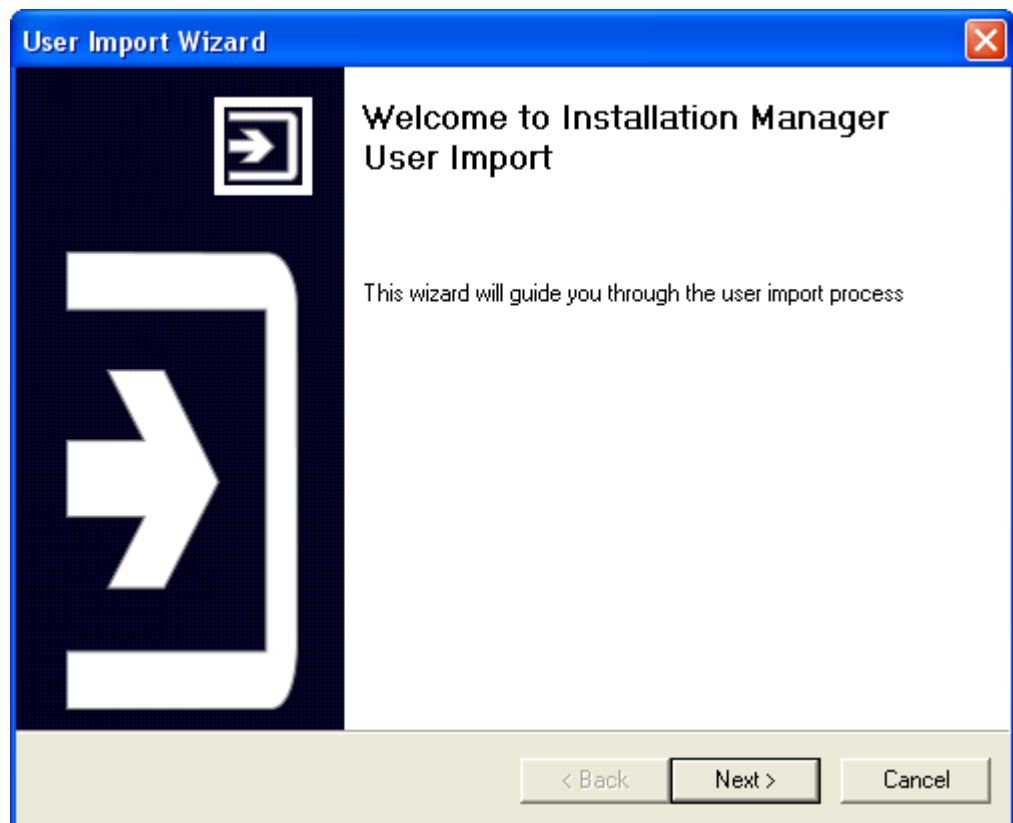 User Import Wizard
Welcome to Installation Manager
User Import
This wizard will guide you through the user import process
< Back
Next >
Cancel